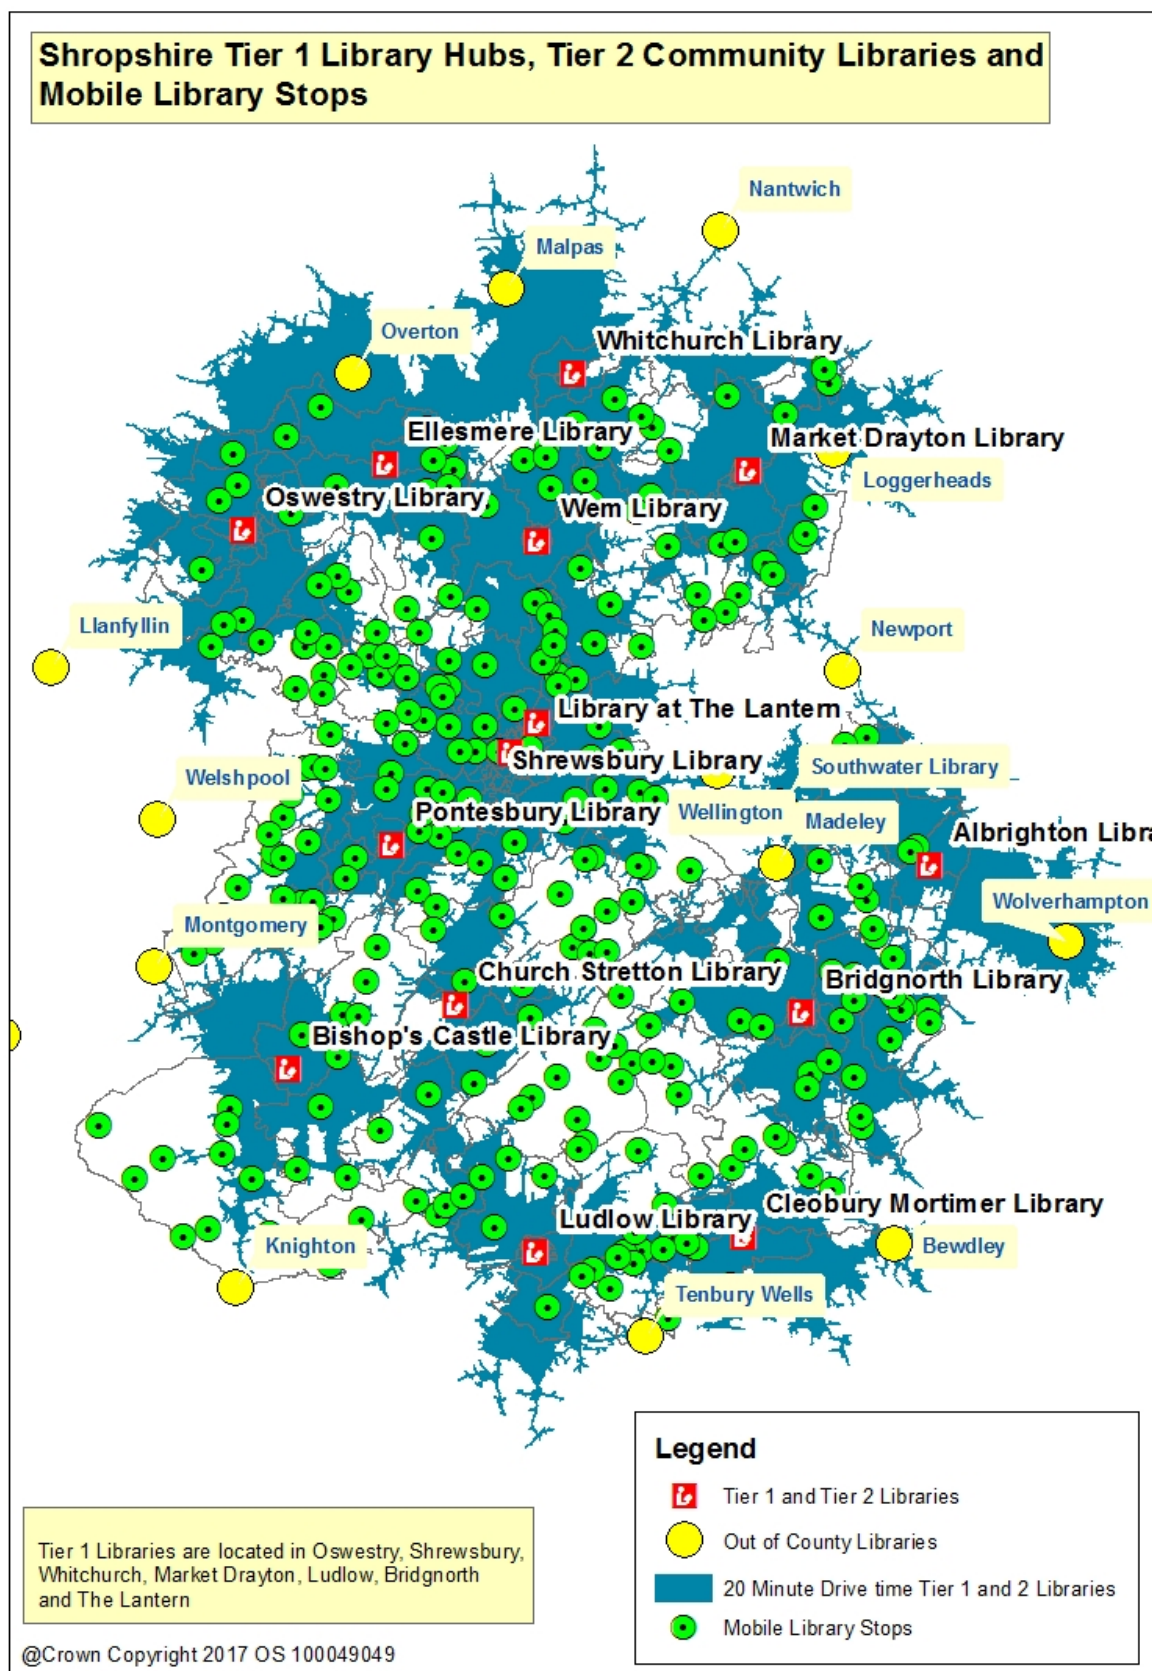 Shropshire Tier 1 Library Hubs, Tier 2 Community Libraries and
Mobile Library Stops
Nantwich
Malpas
Overton
Whitchurch Library
Ellesmere Library
Market Drayton Library
Loggerheads
Oswestry Library
Wem Library
Llanfyllin
Newport
Library at The Lantern
Shrewsbury Library
Southwater Library
Welshpool
Pontesbury Library
Wellington
Madeley
Albrighton Libra
Wolverhampton
Montgomery
Church Stretton Library
Bridgnorth Library
Bishop's Castle Library
Cleobury Mortimer Library
Ludlow Library
Knighton
Bewdley
Tenbury Wells
Legend
Tier 1 and Tier 2 Libraries
Out of County Libraries
20 Minute Drive time Tier 1 and 2 Libraries
Mobile Library Stops
Tier 1 Libraries are located in Oswestry, Shrewsbury,
Whitchurch, Market Drayton, Ludlow, Bridgnorth
and The Lantern
@Crown Copyright 2017 OS 100049049